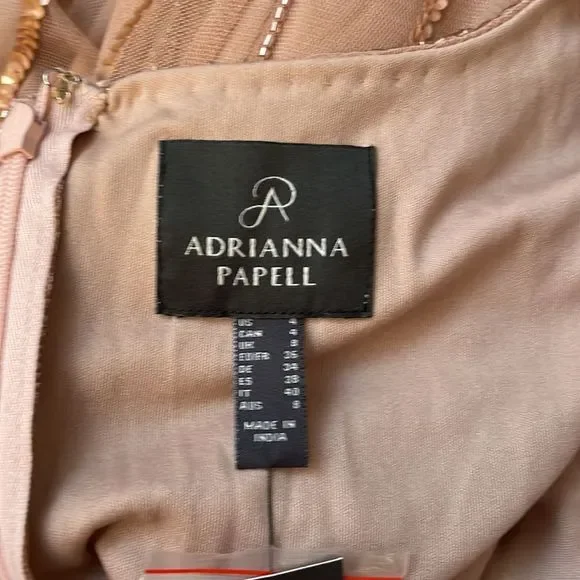 ADRIANNA
PAPELL
US 4
CAN 4
UK 8
EU/FR 36
DE 34
ES 38
IT 40
AUS 8
MADE IN
INDIA